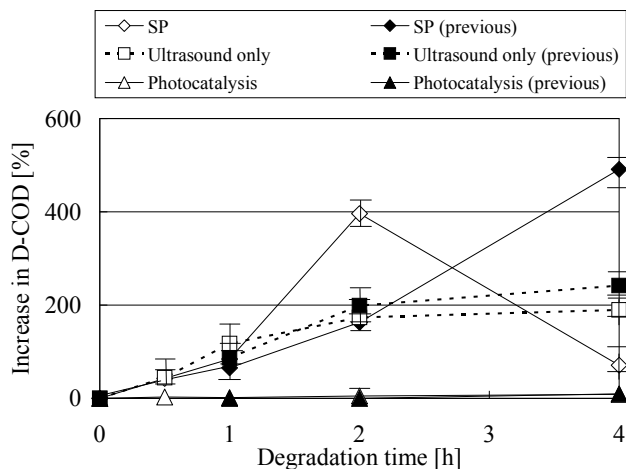 SP
SP (previous)
Ultrasound only
Ultrasound only (previous)
Photocatalysis
Photocatalysis (previous)
Increase in D-COD [%]
600
400
200
0
0
1
2
3
4
Degradation time [h]